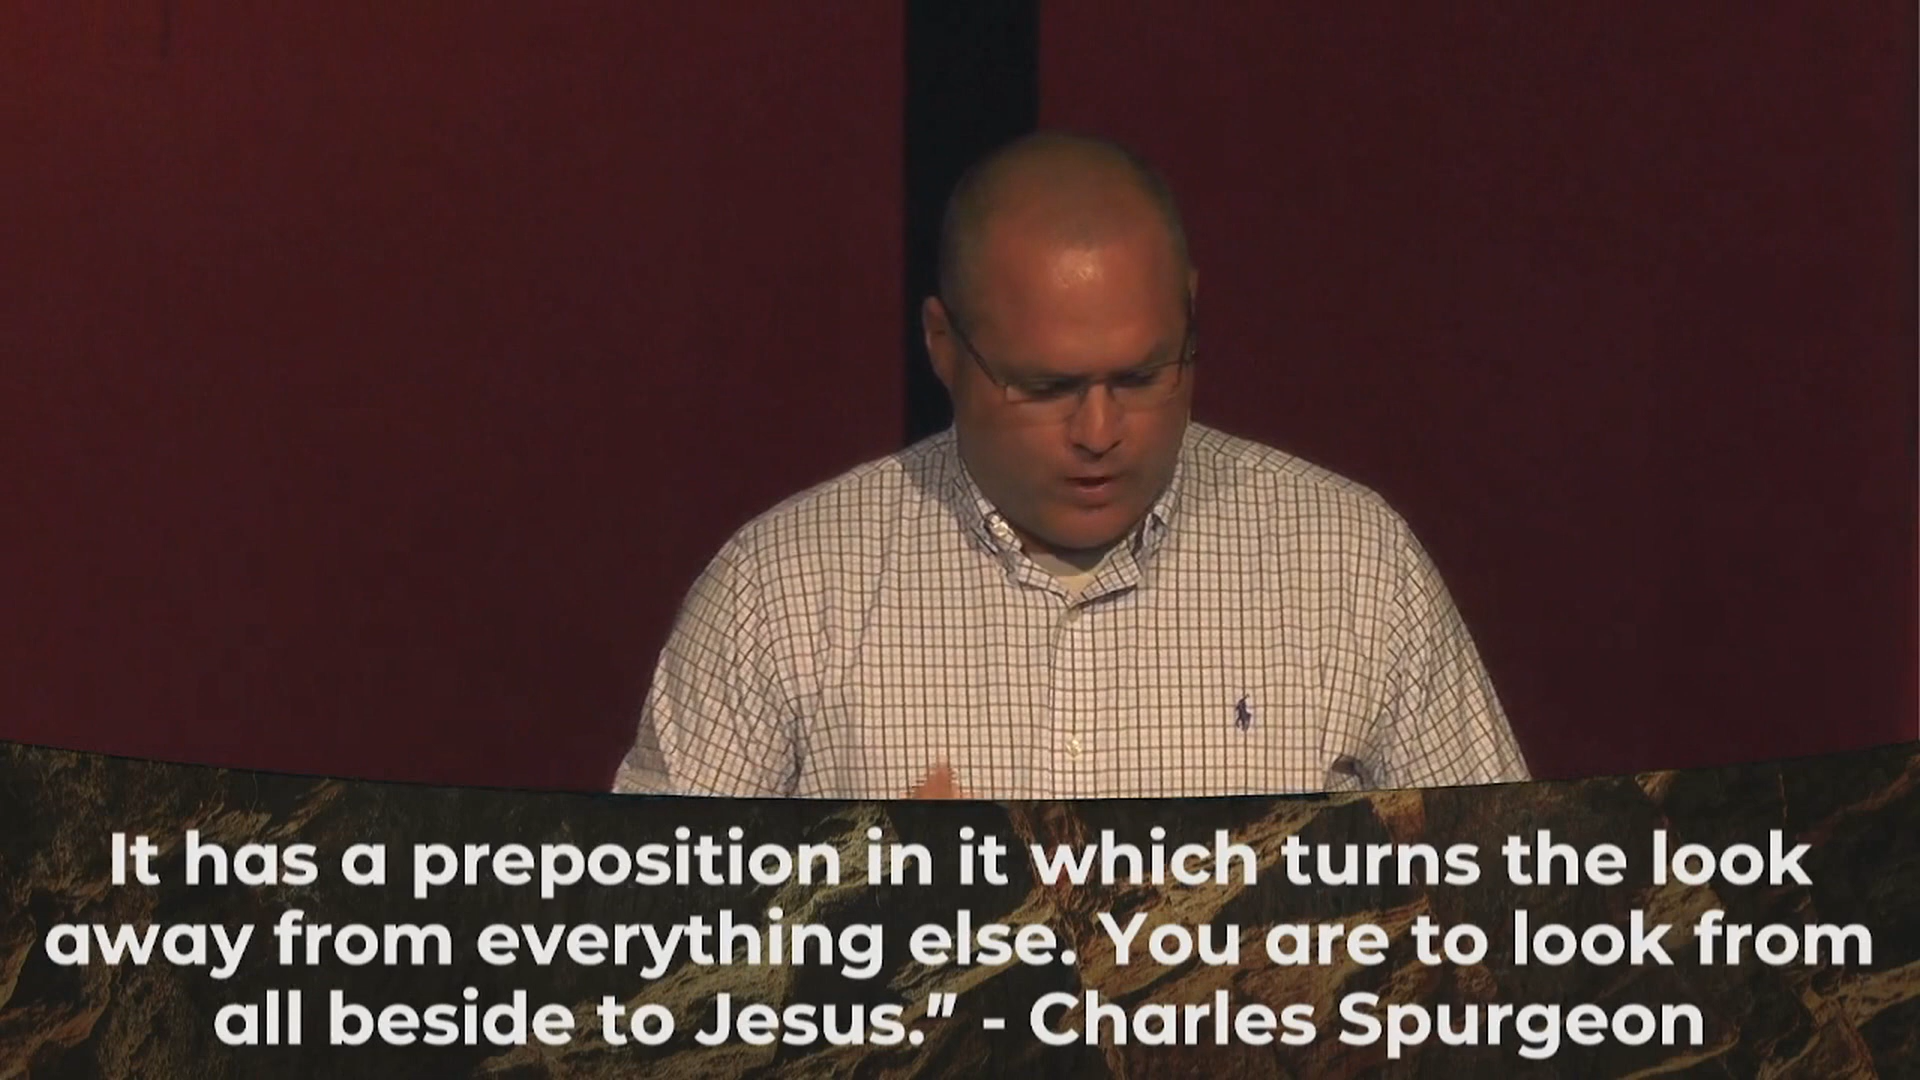 It has a preposition in it which turns the look
away from everything else. You are to look from
all beside to Jesus.” - Charles Spurgeon